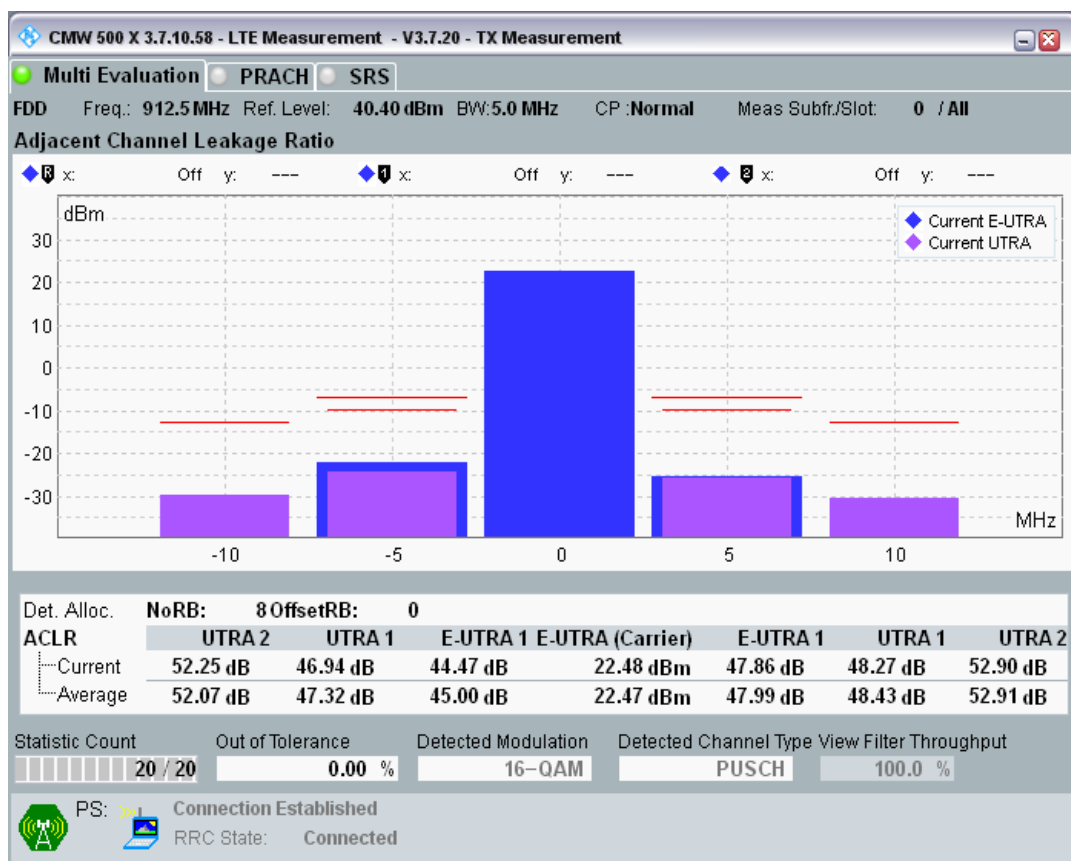 CMW 500 X 3.7.10.58 - LTE Measurement - V3.7.20 - TX Measurement
Multi Evaluation PRACH SRS
FDD Freq.: 912.5 MHz Ref. Level: 40.40 dBm BW:5.0 MHz CP :Normal Meas Subfr./Slot: 0 / All
Adjacent Channel Leakage Ratio
R x: Off y: --- 1 x: Off y: --- 2 x: Off y: ---
dBm
Current E-UTRA
Current UTRA
30
20
10
0
-10
-20
-30
MHz
-10 -5 0 5 10
Det. Alloc. NoRB: 8 OffsetRB: 0
ACLR UTRA 2 UTRA 1 E-UTRA 1 E-UTRA (Carrier) E-UTRA 1 UTRA 1 UTRA 2
Current 52.25 dB 46.94 dB 44.47 dB 22.48 dBm 47.86 dB 48.27 dB 52.90 dB
Average 52.07 dB 47.32 dB 45.00 dB 22.47 dBm 47.99 dB 48.43 dB 52.91 dB
Statistic Count Out of Tolerance Detected Modulation Detected Channel Type View Filter Throughput
20 / 20 0.00 % 16-QAM PUSCH 100.0 %
PS: Connection Established
RRC State: Connected